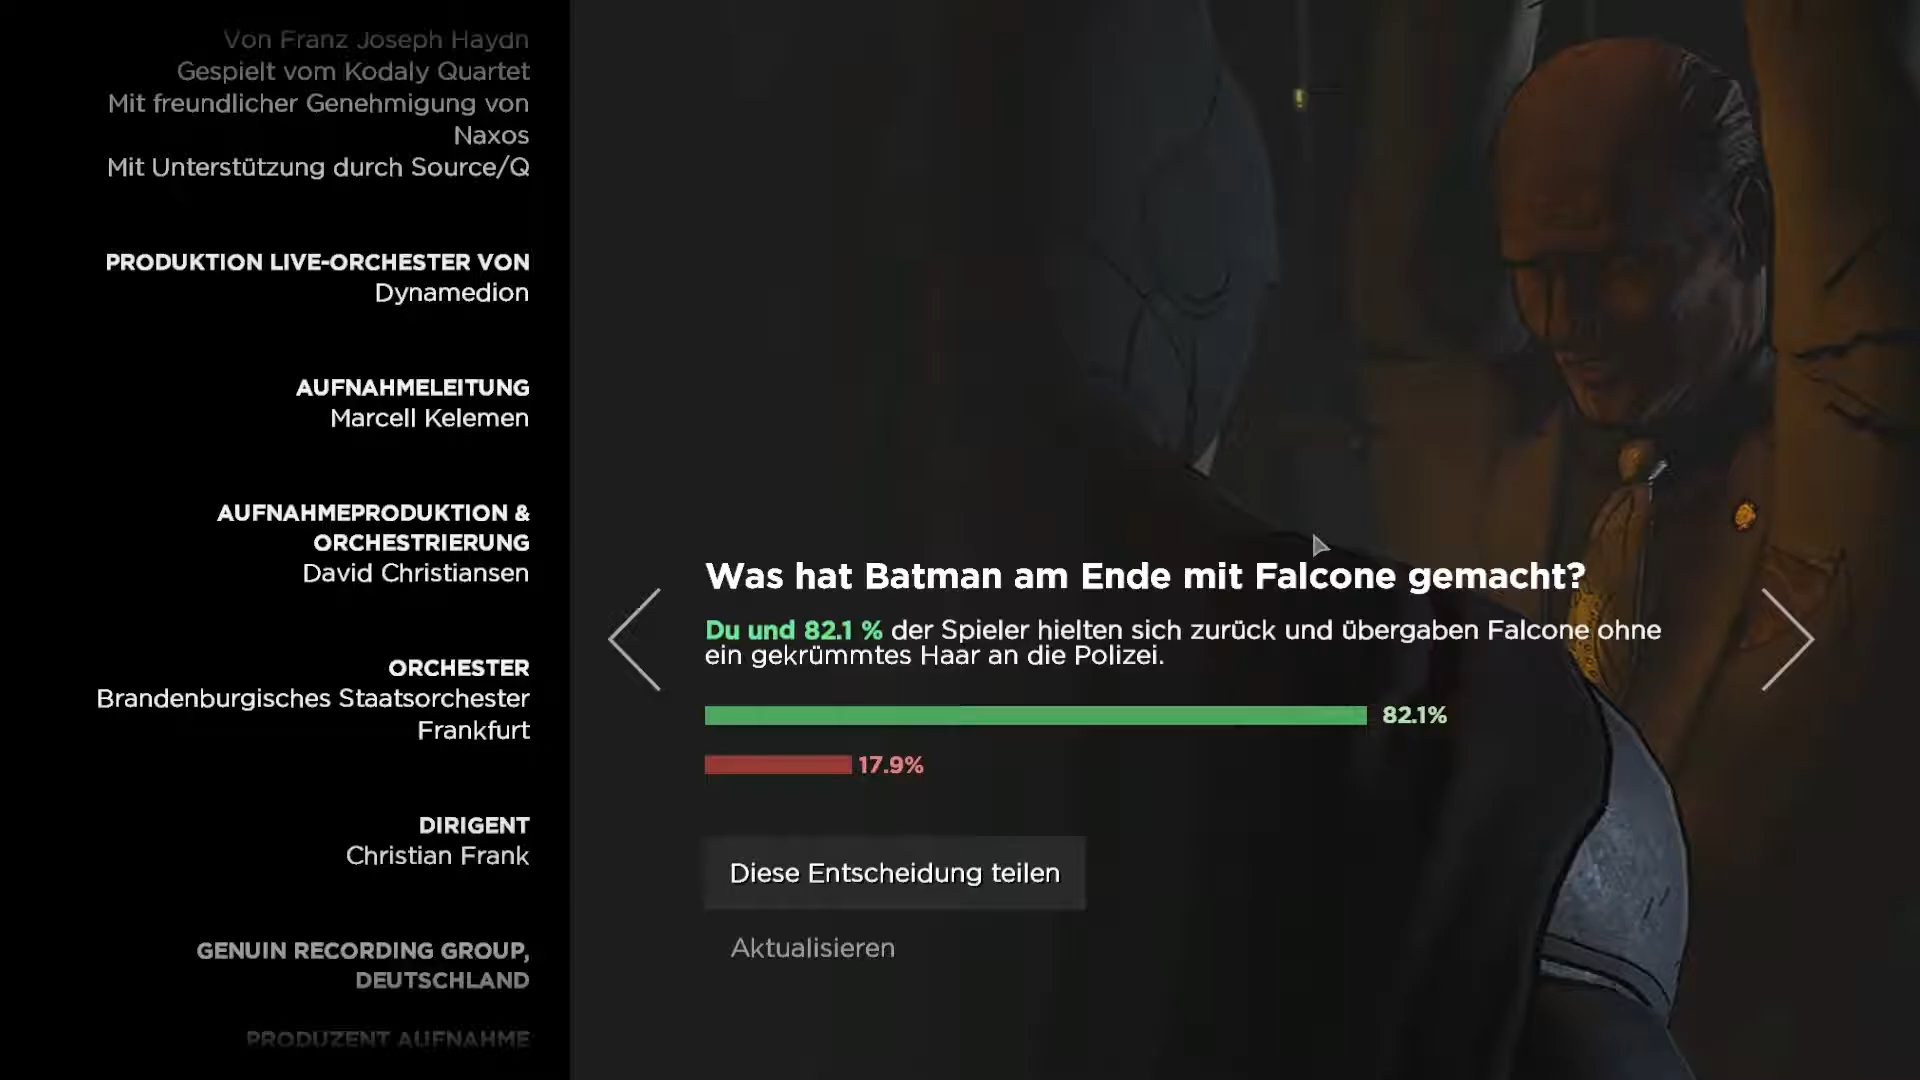 Von Franz Joseph Haydn
Gespielt vom Kodaly Quartet
Mit freundlicher Genehmigung von
Naxos
Mit Unterstützung durch Source/Q
PRODUKTION LIVE-ORCHESTER VON
Dynamedion
AUFNAHMELEITUNG
Marcell Kelemen
AUFNAHMEPRODUKTION &
ORCHESTRIERUNG
David Christiansen
ORCHESTER
Brandenburgisches Staatsorchester
Frankfurt
DIRIGENT
Christian Frank
GENUIN RECORDING GROUP,
DEUTSCHLAND
PRODUZENT AUFNAHME
Was hat Batman am Ende mit Falcone gemacht?
Du und 82.1 % der Spieler hielten sich zurück und übergaben Falcone ohne
ein gekrümmtes Haar an die Polizei.
82.1%
17.9%
Diese Entscheidung teilen
Aktualisieren